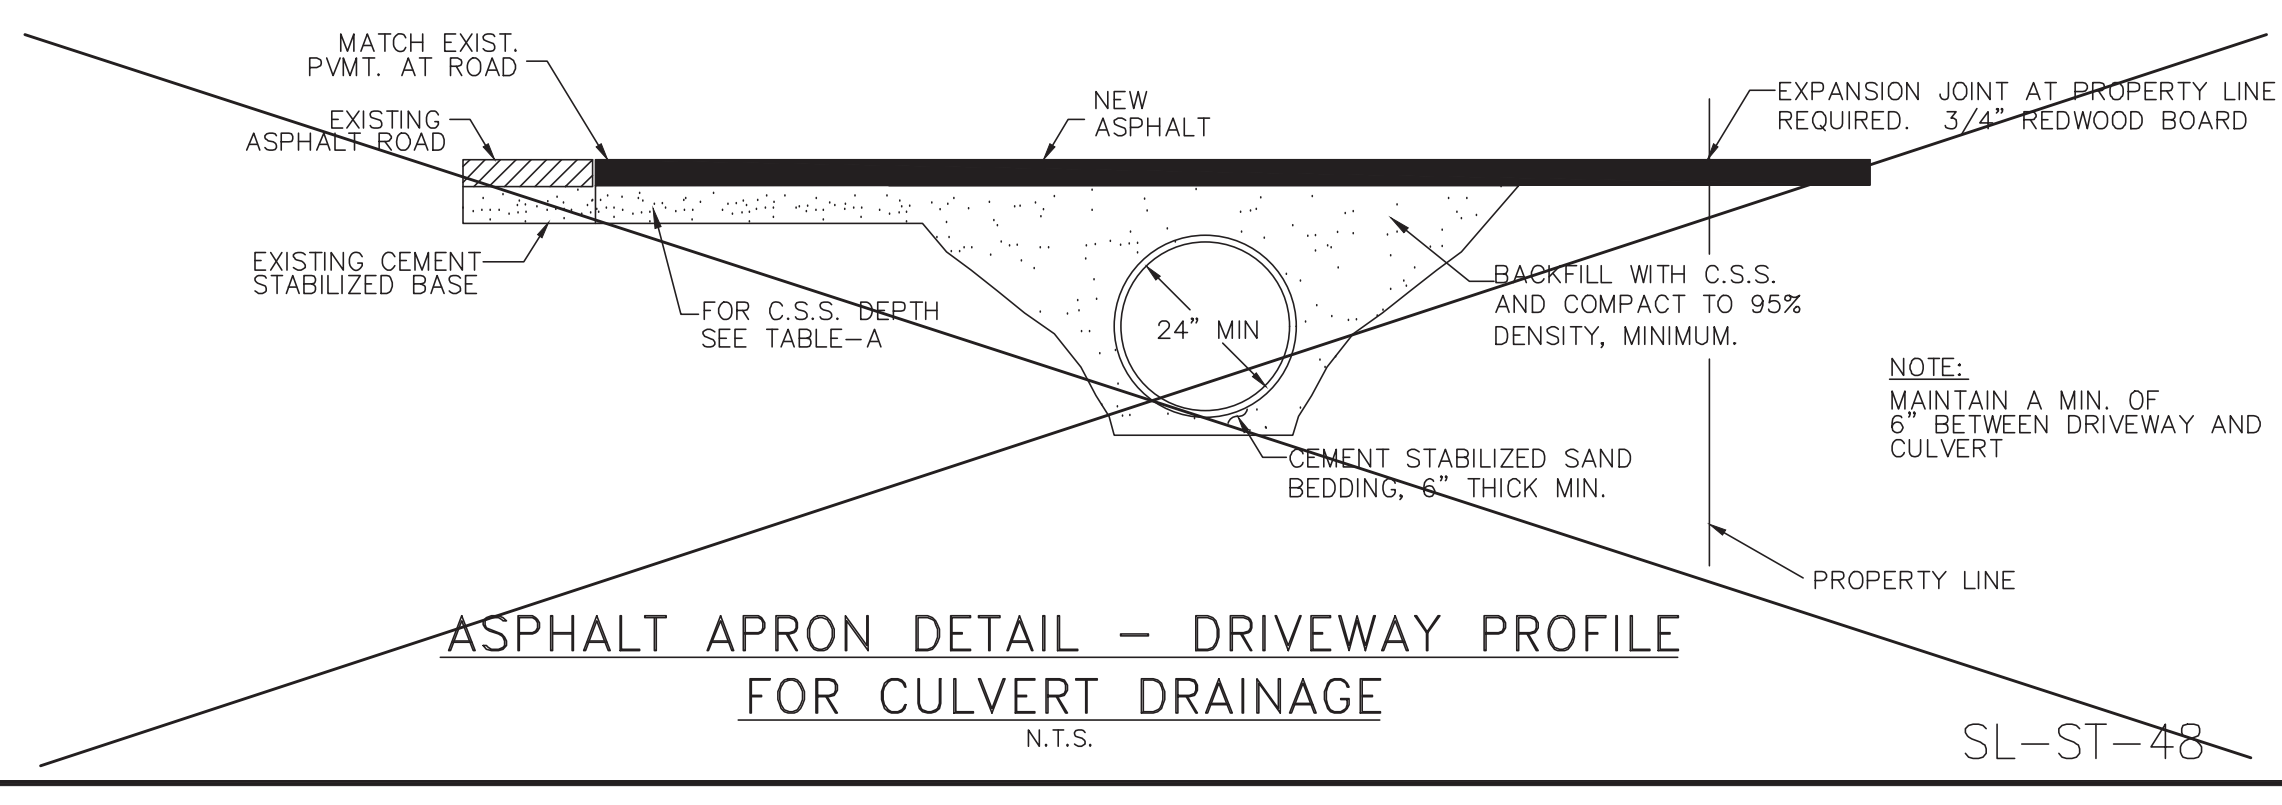 MATCH EXIST.
PVMT. AT ROAD
EXISTING
ASPHALT ROAD
NEW
ASPHALT
EXPANSION JOINT AT PROPERTY LINE
REQUIRED. 3/4" REDWOOD BOARD
EXISTING CEMENT
STABILIZED BASE
FOR C.S.S. DEPTH
SEE TABLE-A
24" MIN
BACKFILL WITH C.S.S.
AND COMPACT TO 95%
DENSITY, MINIMUM.
NOTE:
MAINTAIN A MIN. OF
6" BETWEEN DRIVEWAY AND
CULVERT
CEMENT STABILIZED SAND
BEDDING, 6" THICK MIN.
PROPERTY LINE
ASPHALT APRON DETAIL - DRIVEWAY PROFILE
FOR CULVERT DRAINAGE
N.T.S.
SL-ST-48